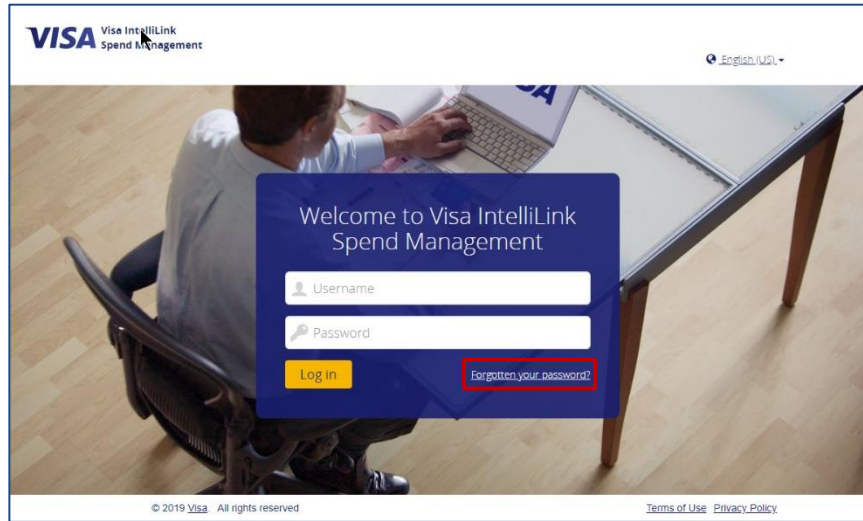 VISA
Visa IntelliLink
Spend Management
English (US)
VISA
Welcome to Visa IntelliLink
Spend Management
Username
Password
Log in
Forgotten your password?
© 2019 Visa. All rights reserved
Terms of Use Privacy Policy